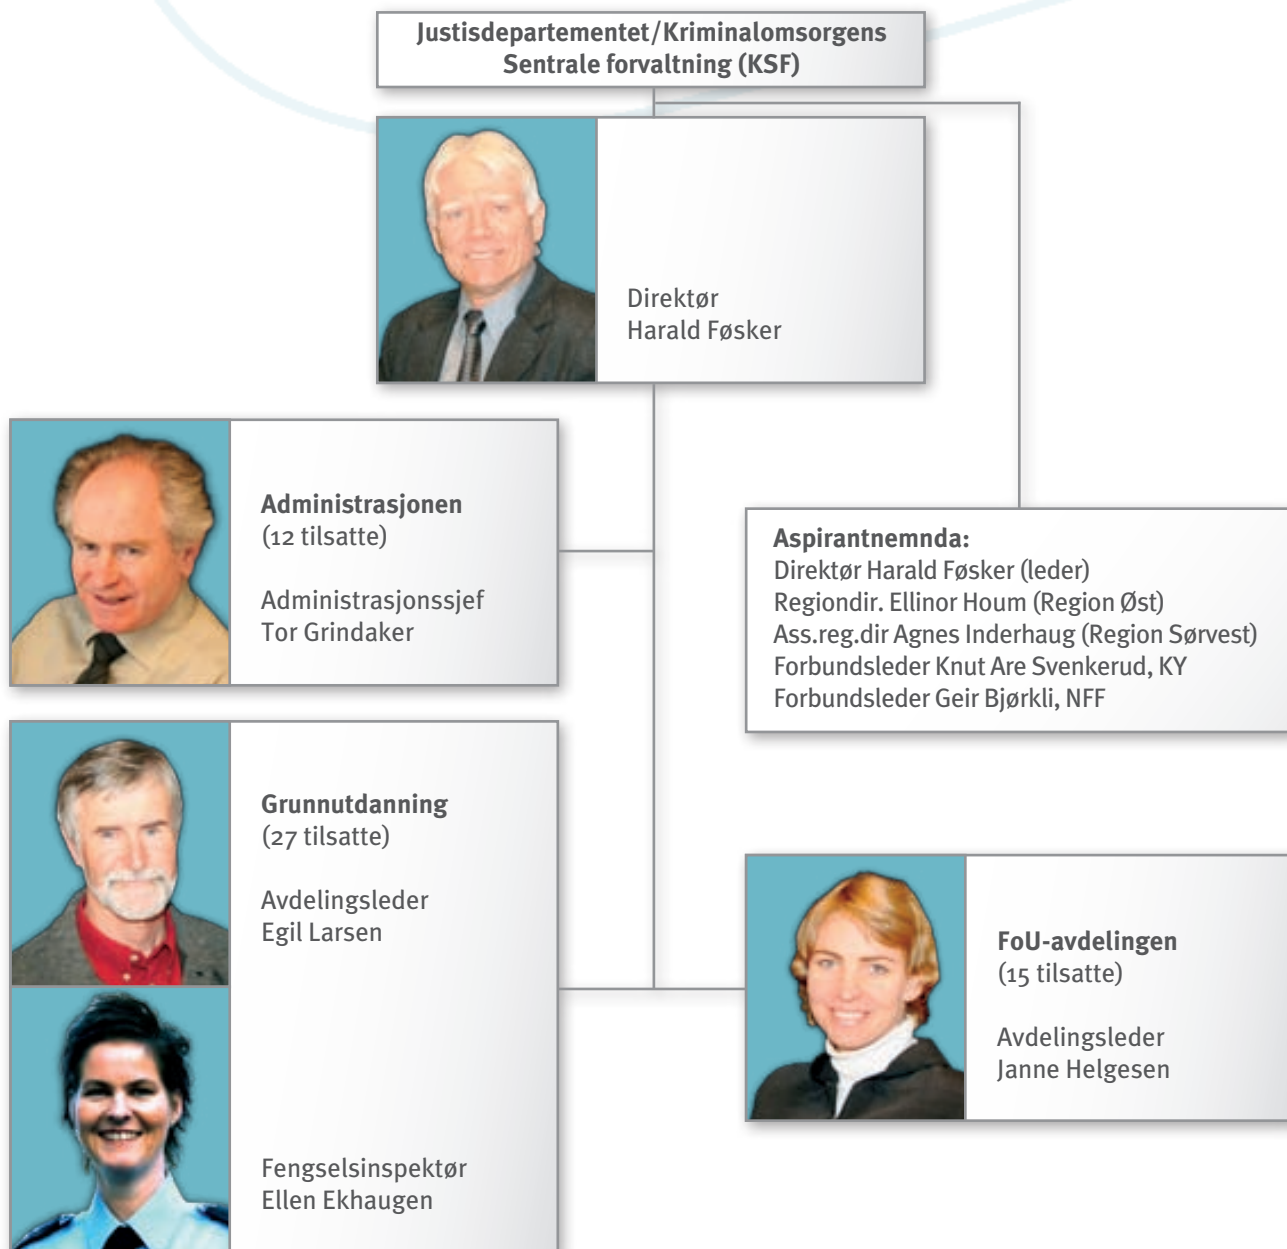 Justisdepartementet/Kriminalomsorgens
Sentrale forvaltning (KSF)
Direktør
Harald Føsker
Administrasjonen
(12 tilsatte)
Administrasjonssjef
Tor Grindaker
Aspirantnemnda:
Direktør Harald Føsker (leder)
Regiondir. Ellinor Houm (Region Øst)
Ass.reg.dir Agnes Inderhaug (Region Sørvest)
Forbundsleder Knut Are Svenkerud, KY
Forbundsleder Geir Bjørkli, NFF
Grunnutdanning
(27 tilsatte)
Avdelingsleder
Egil Larsen
Fengselsinspektør
Ellen Ekhaugen
FoU-avdelingen
(15 tilsatte)
Avdelingsleder
Janne Helgesen